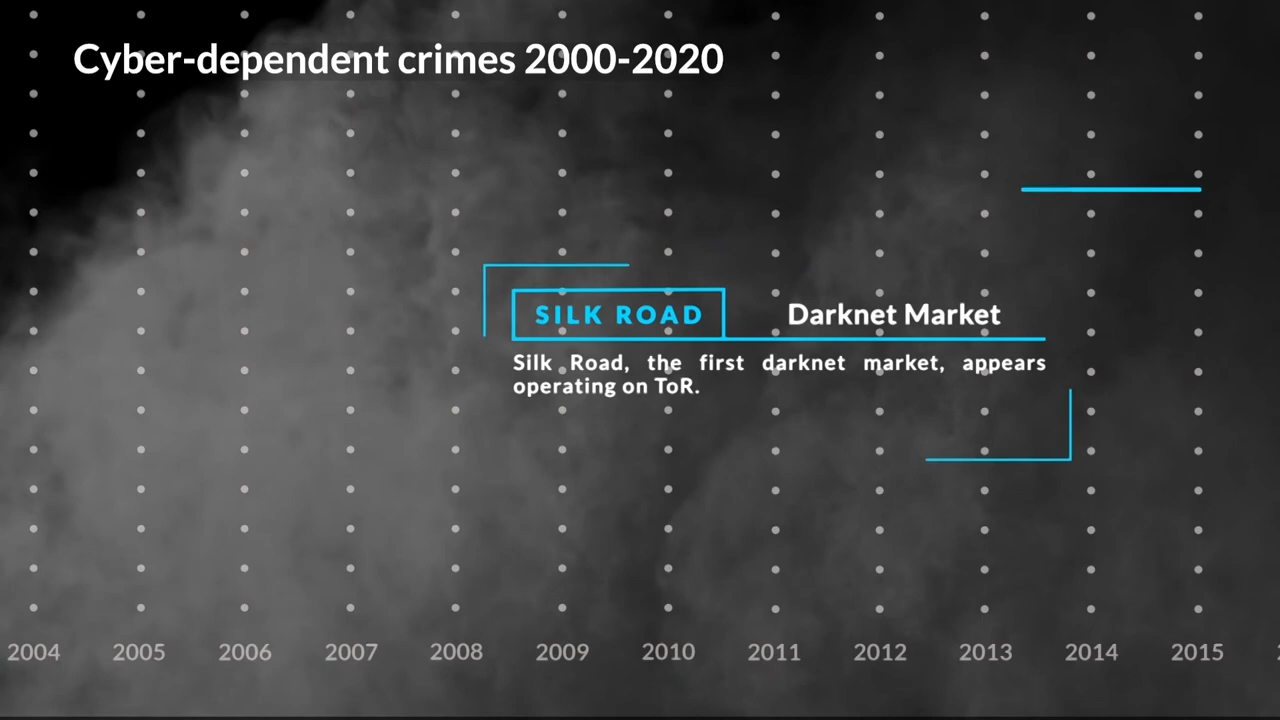 Cyber-dependent crimes 2000-2020
SILK ROAD Darknet Market
Silk Road, the first darknet market, appears
operating on ToR.
2004 2005 2006 2007 2008 2009 2010 2011 2012 2013 2014 2015